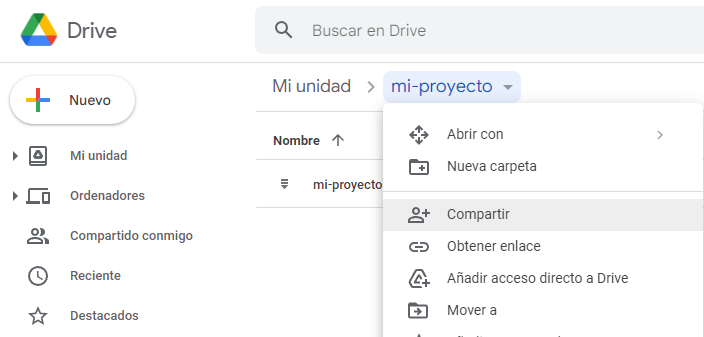 Drive
Buscar en Drive
Nuevo
Mi unidad
mi-proyecto
Nombre
mi-proyecto
Mi unidad
Ordenadores
Compartido conmigo
Reciente
Destacados
Abrir con
Nueva carpeta
Compartir
Obtener enlace
Añadir acceso directo a Drive
Mover a